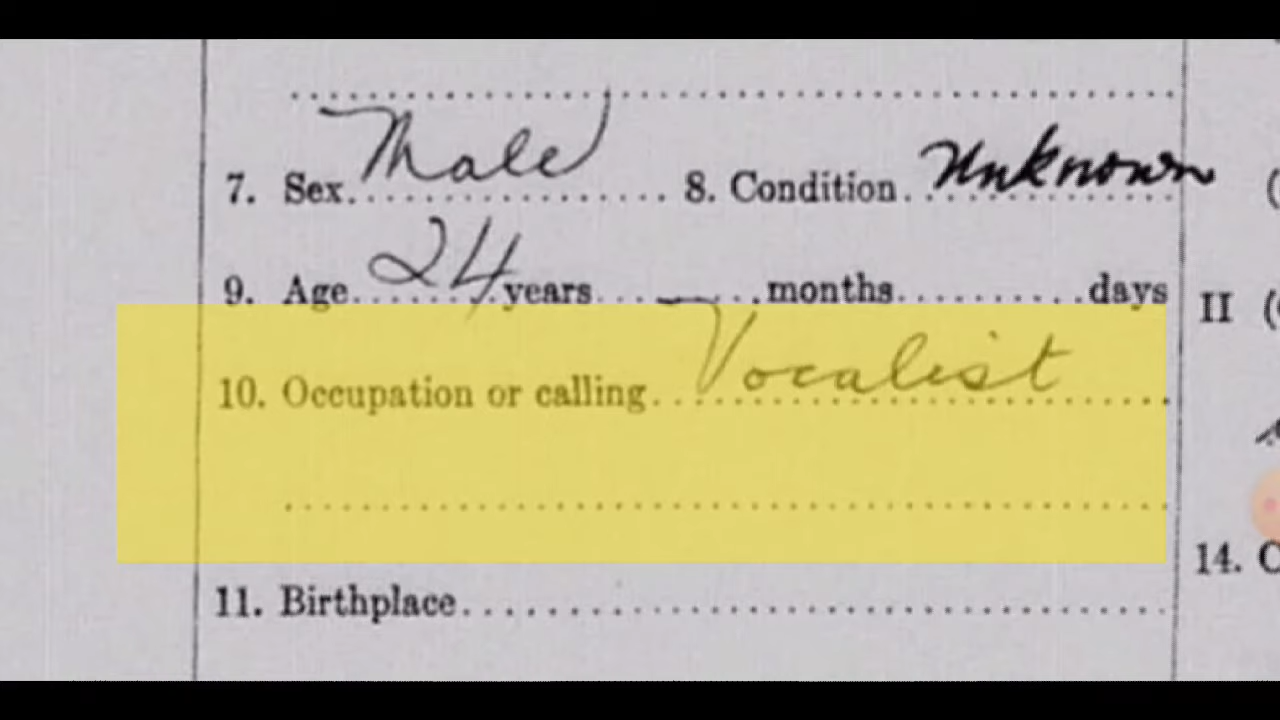 7. Sex Male 8. Condition Unknown (
9. Age 24 years months days
II (
10. Occupation or calling Vocalist
14.
11. Birthplace